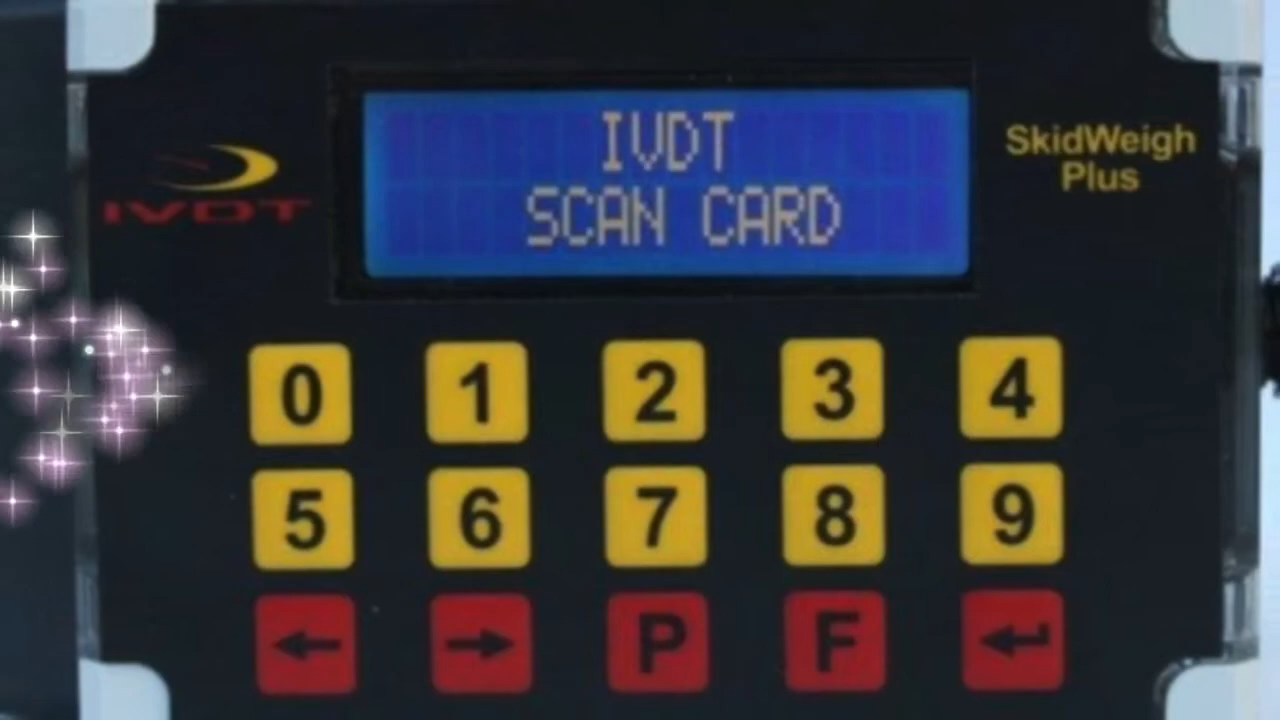 IVDT
SCAN CARD
IVDT
SkidWeigh
Plus
0 1 2 3 4
5 6 7 8 9
← → P F ↵